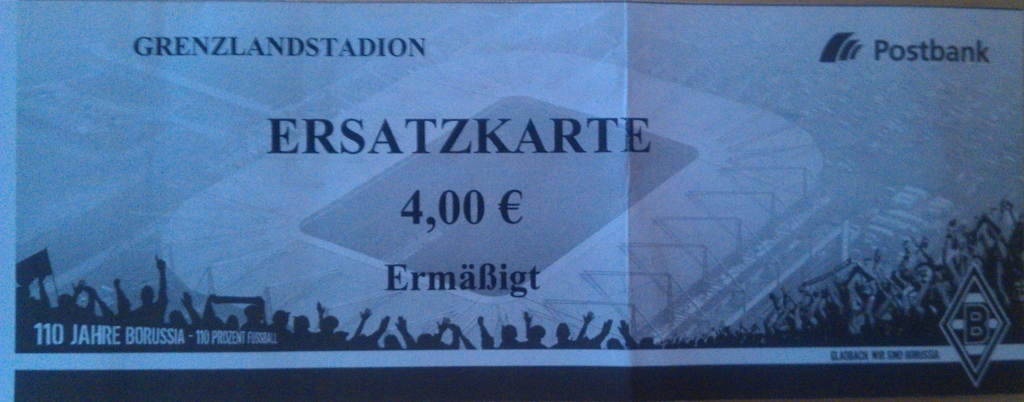 GRENZLANDSTADION
Postbank
ERSATZKARTE
4,00 €
Ermäßigt
110 JAHRE BORUSSIA - 110 PROZENT FUSSBALL
GLADBACH. WIR SIND BORUSSIA
B